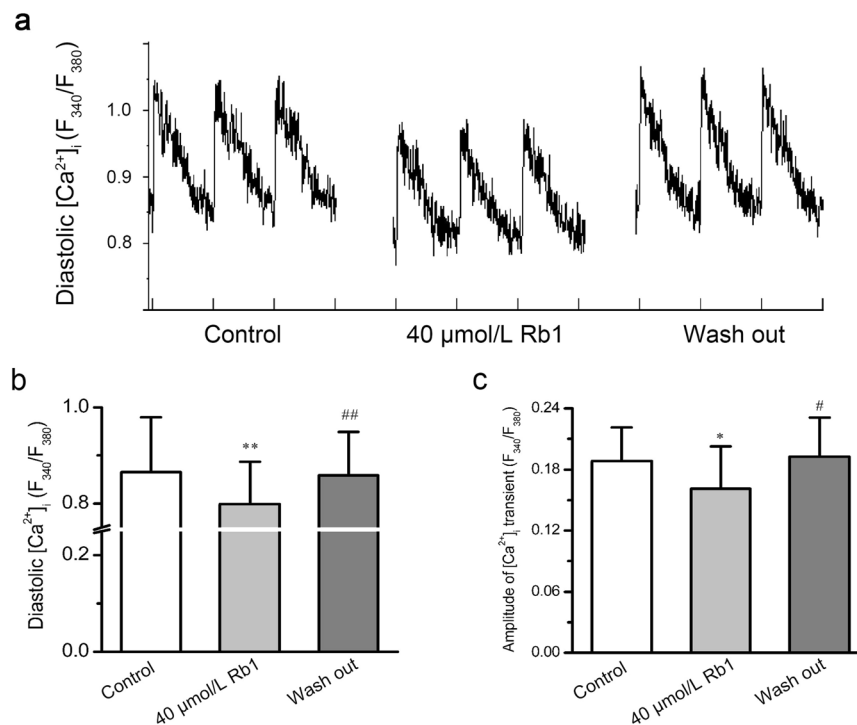 a
Diastolic [Ca²⁺]ᵢ (F₃₄₀/F₃₈₀)
1.0
0.9
0.8
Control
40 µmol/L Rb1
Wash out
b
Diastolic [Ca²⁺]ᵢ (F₃₄₀/F₃₈₀)
1.0
0.8
0.2
0.0
**
##
Control
40 µmol/L Rb1
Wash out
c
Amplitude of [Ca²⁺]ᵢ transient (F₃₄₀/F₃₈₀)
0.24
0.18
0.12
0.06
0.00
*
#
Control
40 µmol/L Rb1
Wash out